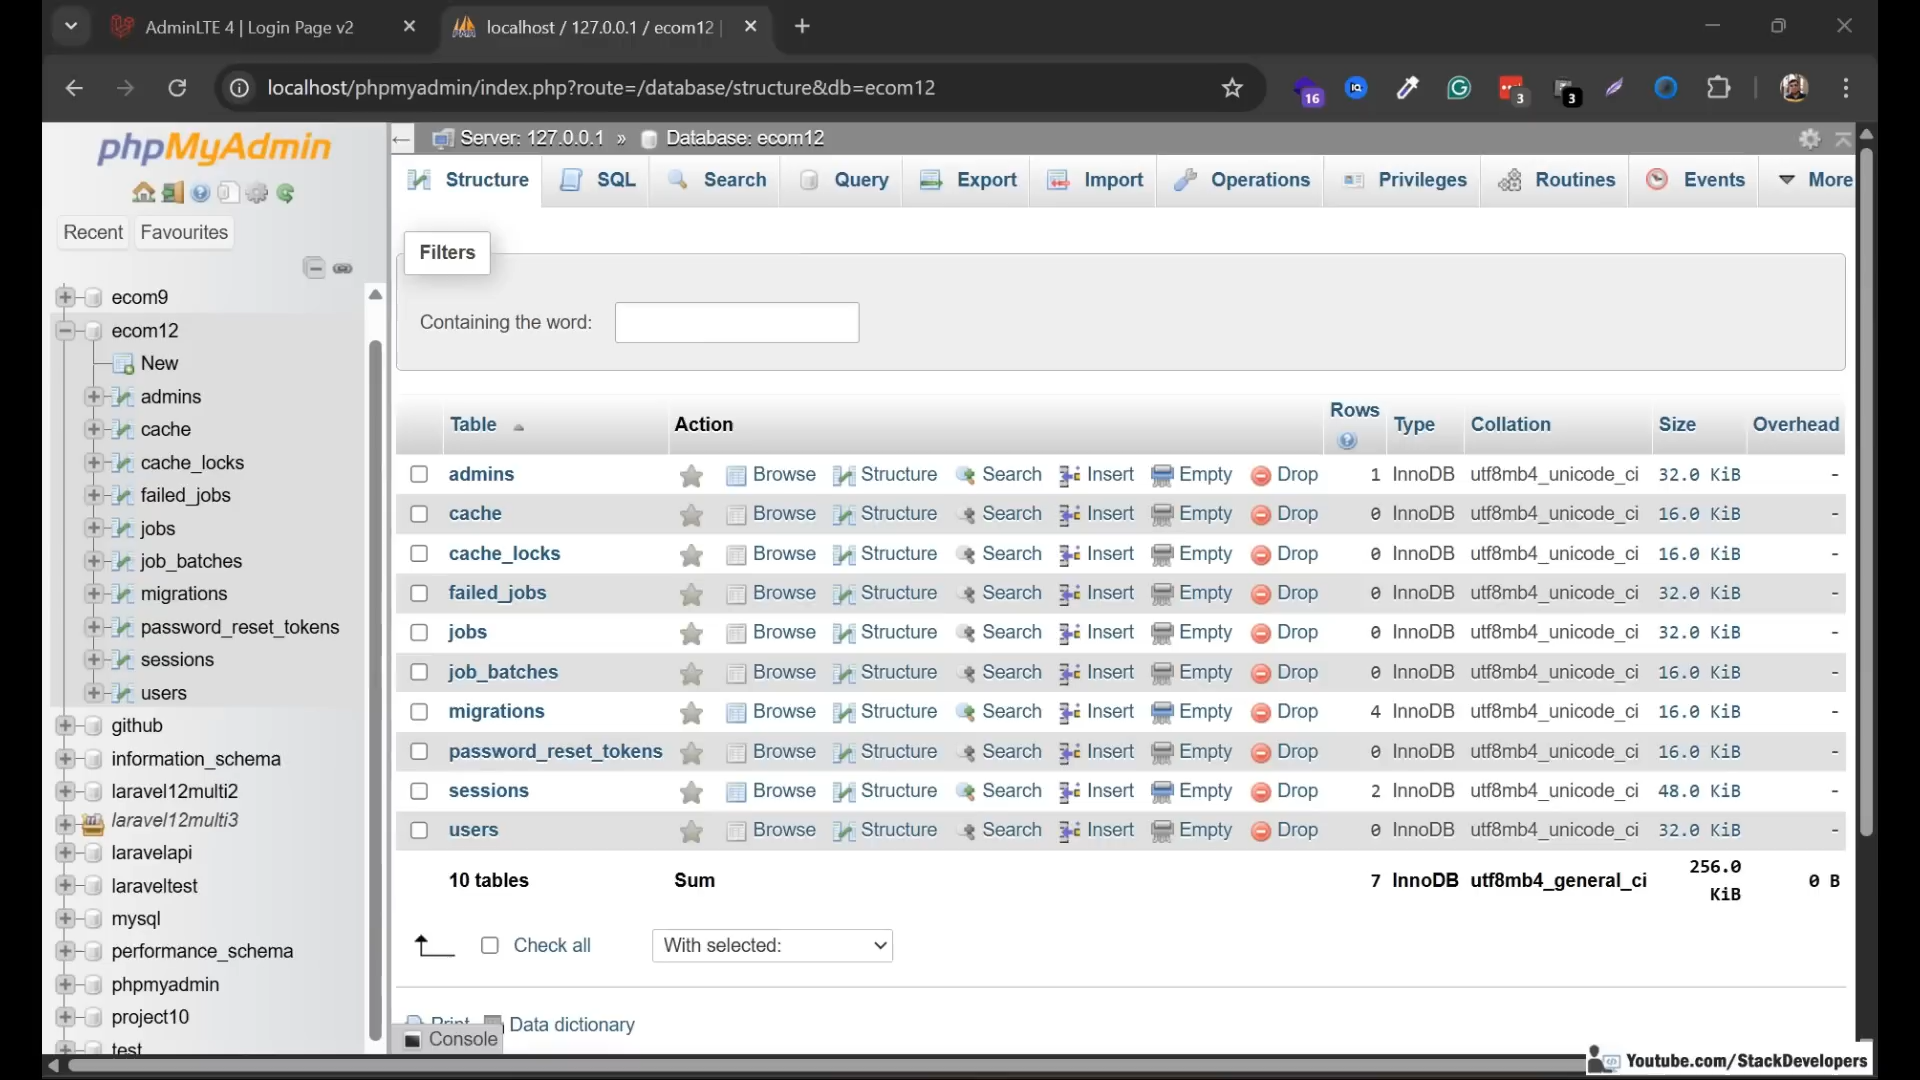 AdminLTE 4 | Login Page v2
localhost / 127.0.0.1 / ecom12 |
localhost/phpmyadmin/index.php?route=/database/structure&db=ecom12
16
3
3
phpMyAdmin
Recent
Favourites
ecom9
ecom12
New
admins
cache
cache_locks
failed_jobs
jobs
job_batches
migrations
password_reset_tokens
sessions
users
github
information_schema
laravel12multi2
laravel12multi3
laravelapi
laraveltest
mysql
performance_schema
phpmyadmin
project10
test
Server: 127.0.0.1 » Database: ecom12
Structure SQL Search Query Export Import Operations Privileges Routines Events More
Filters
Containing the word:
Table Action Rows Type Collation Size Overhead
admins Browse Structure Search Insert Empty Drop 1 InnoDB utf8mb4_unicode_ci 32.0 KiB -
cache Browse Structure Search Insert Empty Drop 0 InnoDB utf8mb4_unicode_ci 16.0 KiB -
cache_locks Browse Structure Search Insert Empty Drop 0 InnoDB utf8mb4_unicode_ci 16.0 KiB -
failed_jobs Browse Structure Search Insert Empty Drop 0 InnoDB utf8mb4_unicode_ci 32.0 KiB -
jobs Browse Structure Search Insert Empty Drop 0 InnoDB utf8mb4_unicode_ci 32.0 KiB -
job_batches Browse Structure Search Insert Empty Drop 0 InnoDB utf8mb4_unicode_ci 16.0 KiB -
migrations Browse Structure Search Insert Empty Drop 4 InnoDB utf8mb4_unicode_ci 16.0 KiB -
password_reset_tokens Browse Structure Search Insert Empty Drop 0 InnoDB utf8mb4_unicode_ci 16.0 KiB -
sessions Browse Structure Search Insert Empty Drop 2 InnoDB utf8mb4_unicode_ci 48.0 KiB -
users Browse Structure Search Insert Empty Drop 0 InnoDB utf8mb4_unicode_ci 32.0 KiB -
10 tables Sum 7 InnoDB utf8mb4_general_ci 256.0 KiB 0 B
Check all With selected:
Print Data dictionary
Console
Youtube.com/StackDevelopers